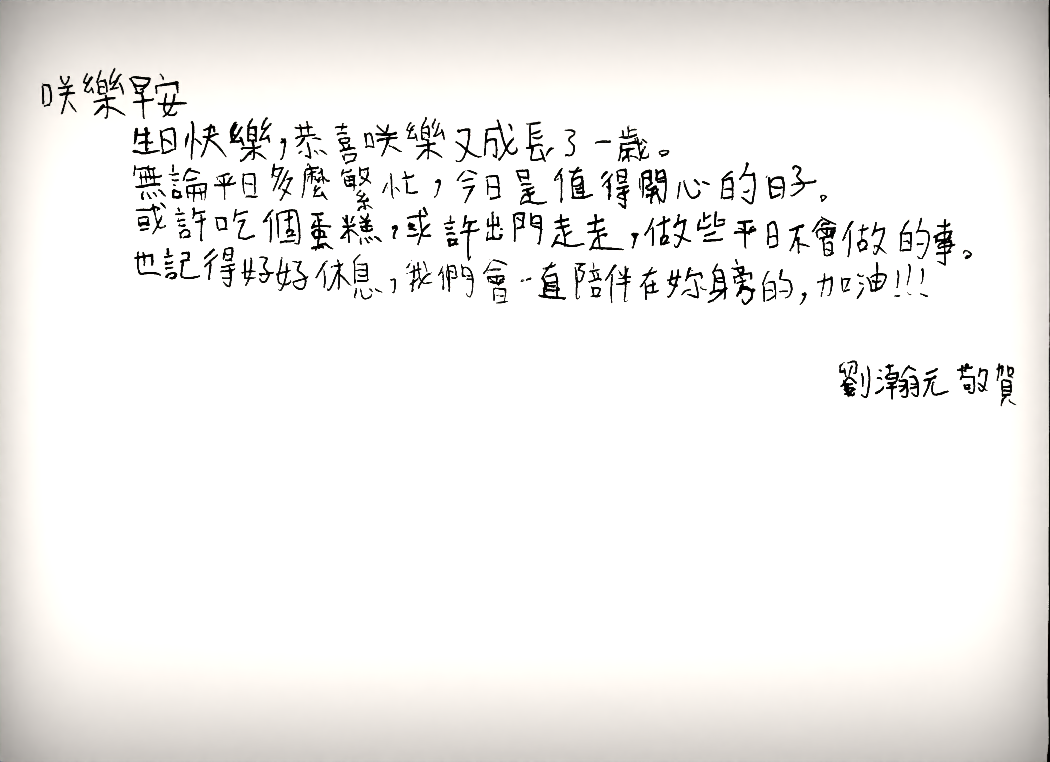 咲樂早安
生日快樂,恭喜咲樂又成長了一歲。
無論平日多麼繁忙,今日是值得開心的日子。
或許吃個蛋糕,或許出門走走,做些平日不會做的事。
也記得好好休息,我們會一直陪伴在妳身旁的,加油!!!
劉瀚元 敬賀